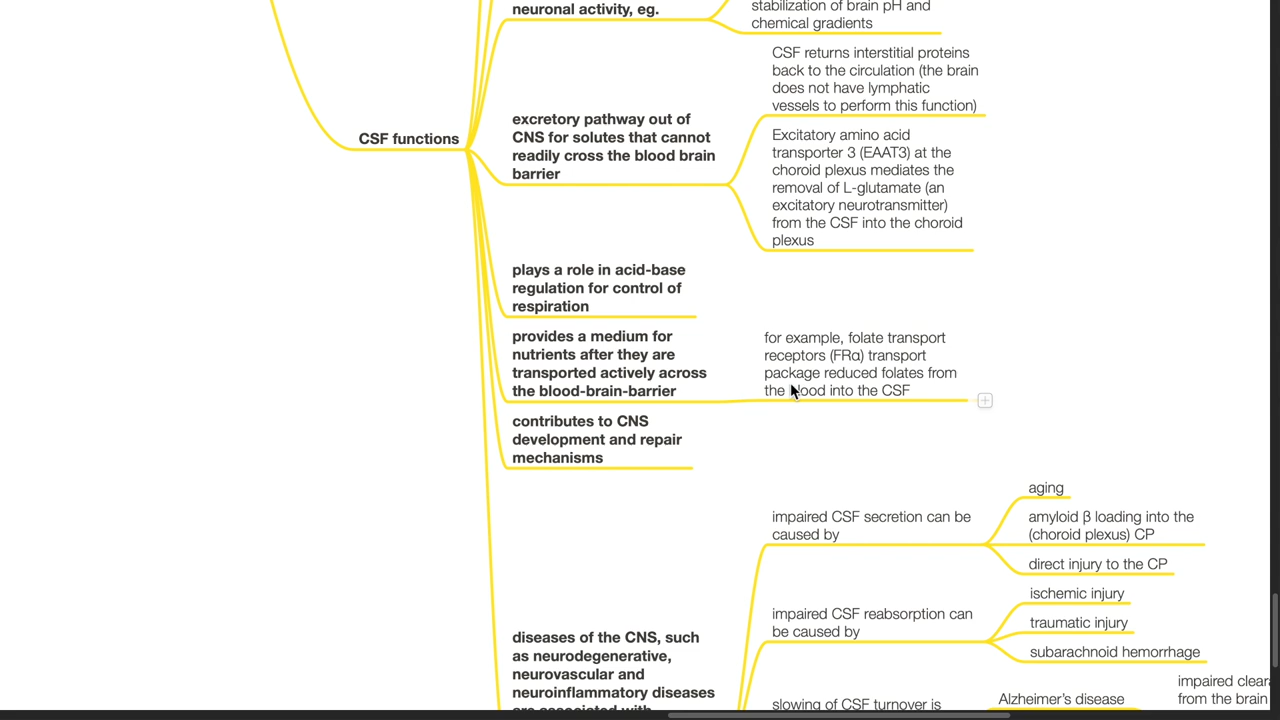 neuronal activity, eg.
stabilization of brain pH and
chemical gradients
CSF functions
excretory pathway out of
CNS for solutes that cannot
readily cross the blood brain
barrier
CSF returns interstitial proteins
back to the circulation (the brain
does not have lymphatic
vessels to perform this function)
Excitatory amino acid
transporter 3 (EAAT3) at the
choroid plexus mediates the
removal of L-glutamate (an
excitatory neurotransmitter)
from the CSF into the choroid
plexus
plays a role in acid-base
regulation for control of
respiration
provides a medium for
nutrients after they are
transported actively across
the blood-brain-barrier
for example, folate transport
receptors (FRα) transport
package reduced folates from
the blood into the CSF
contributes to CNS
development and repair
mechanisms
diseases of the CNS, such
as neurodegenerative,
neurovascular and
neuroinflammatory diseases
are associated with
impaired CSF secretion can be
caused by
aging
amyloid β loading into the
(choroid plexus) CP
direct injury to the CP
impaired CSF reabsorption can
be caused by
ischemic injury
traumatic injury
subarachnoid hemorrhage
slowing of CSF turnover is
Alzheimer's disease
impaired
from the brain